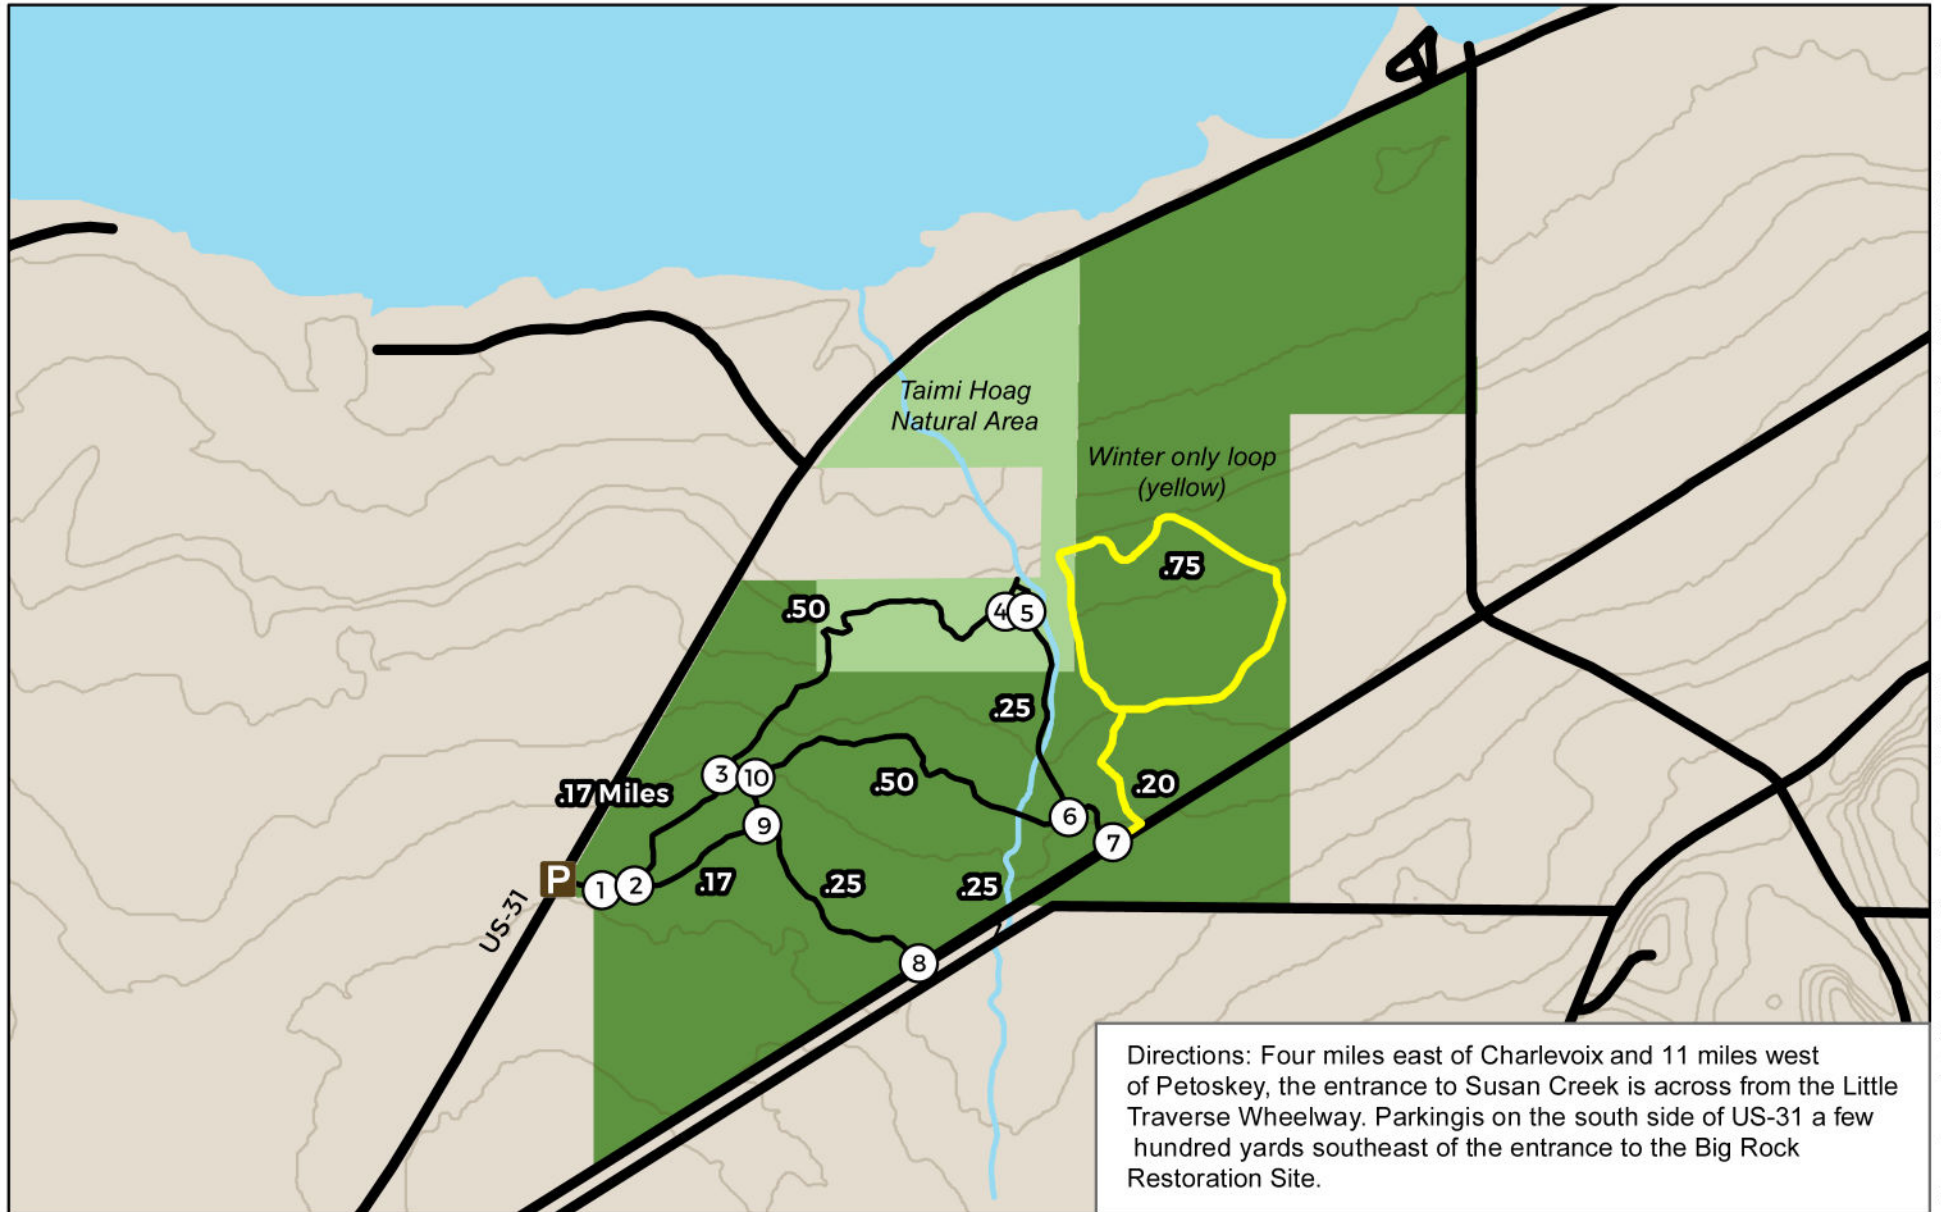 Taimi Hoag
Natural Area
Winter only loop
(yellow)
.75
.50
4
5
.25
3
10
.50
.20
.17 Miles
6
9
7
P
1
2
.17
.25
.25
US-31
8
Directions: Four miles east of Charlevoix and 11 miles west
of Petoskey, the entrance to Susan Creek is across from the Little
Traverse Wheelway. Parkingis on the south side of US-31 a few
hundred yards southeast of the entrance to the Big Rock
Restoration Site.